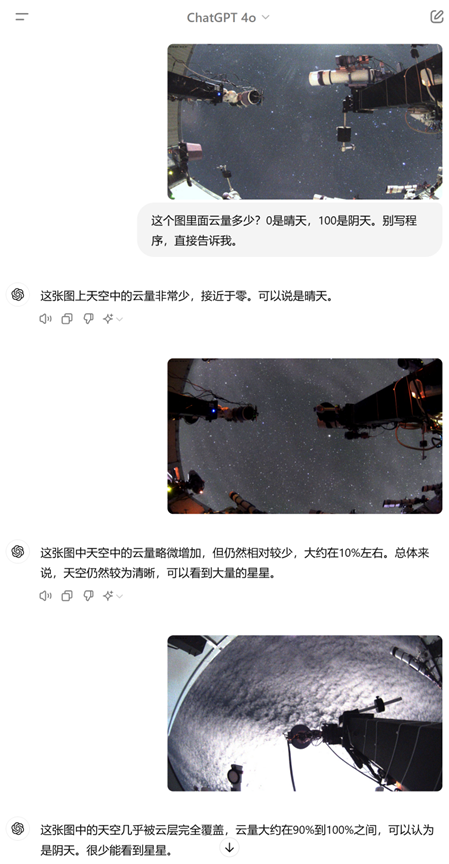 ChatGPT 4o
这个图里面云量多少？0是晴天，100是阴天。别写程
序，直接告诉我。
这张图上天空中的云量非常少，接近于零。可以说是晴天。
这张图中天空中的云量略微增加，但仍然相对较少，大约在10%左右。总体来
说，天空仍然较为清晰，可以看到大量的星星。
这张图中的天空几乎被云层完全覆盖，云量大约在90%到100%之间，可以认为
是阴天。很少能看到星星。